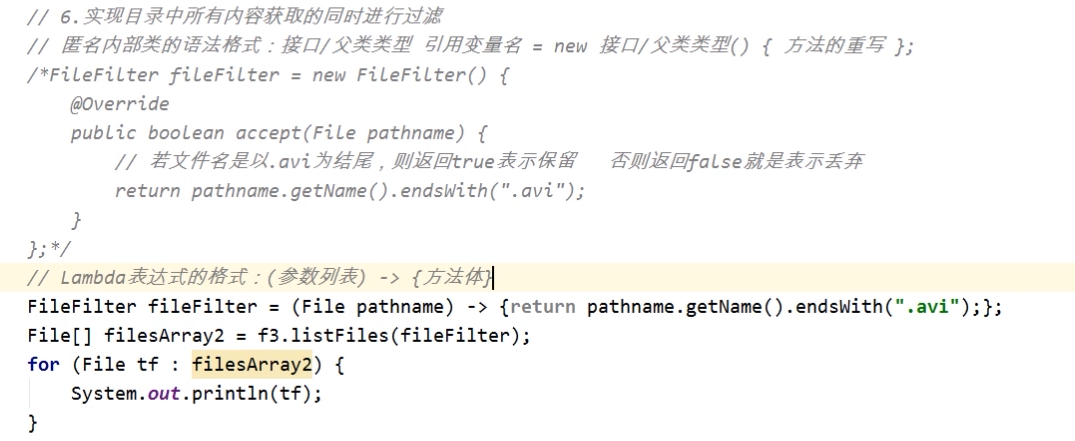 // 6.实现目录中所有内容获取的同时进行过滤
// 匿名内部类的语法格式：接口/父类类型 引用变量名 = new 接口/父类类型() { 方法的重写 };
/*FileFilter fileFilter = new FileFilter() {
@Override
public boolean accept(File pathname) {
// 若文件名是以.avi为结尾，则返回true表示保留 否则返回false就是表示丢弃
return pathname.getName().endsWith(".avi");
}
};*/
// Lambda表达式的格式：(参数列表) -> {方法体}
FileFilter fileFilter = (File pathname) -> {return pathname.getName().endsWith(".avi");};
File[] filesArray2 = f3.listFiles(fileFilter);
for (File tf : filesArray2) {
System.out.println(tf);
}